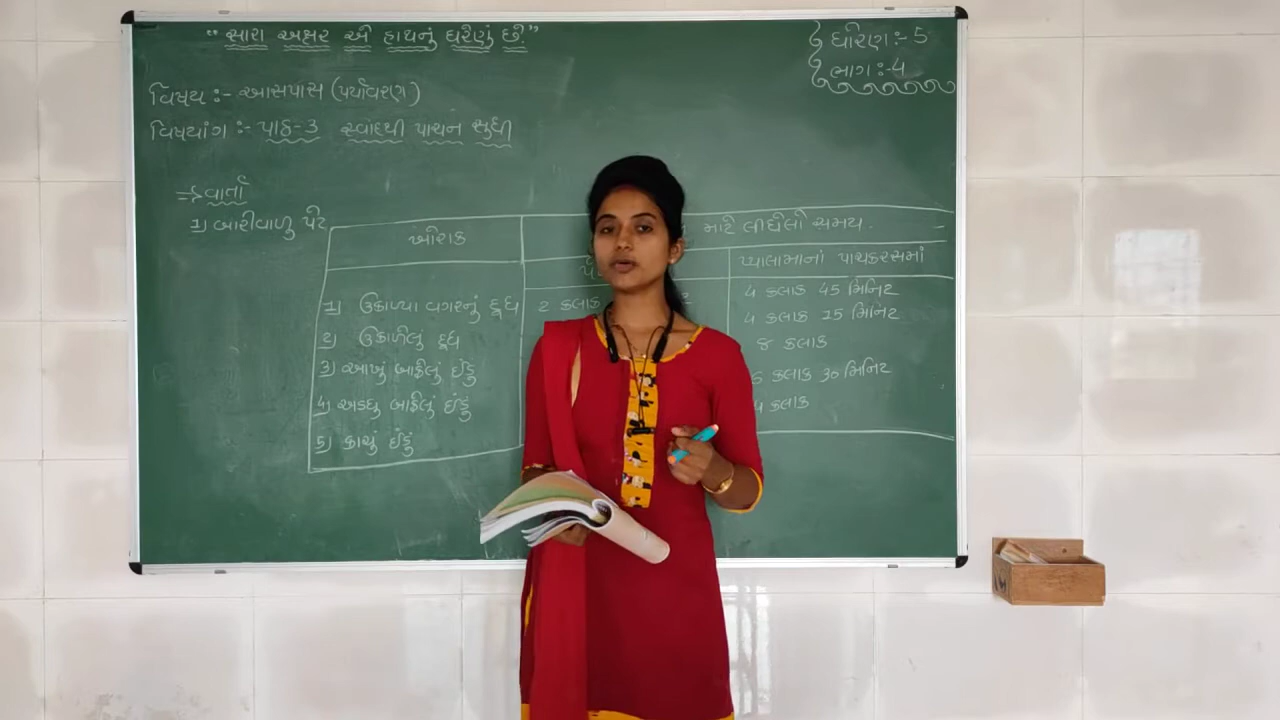 “ સારા અક્ષર એ હાથનું ઘરેણું છે.”
ધોરણ:- 5
ભાગ:-4
વિષય :- આસપાસ (પર્યાવરણ)
વિષયાંગ :- પાઠ-3 સ્વાદથી પાચન સુધી
⇒ વાર્તા
1) બારીવાળુ પેટ
ખોરાક
માટે લીધેલો સમય.
પ્યાલામાનાં પાચકરસમાં
1) ઉકાળ્યા વગરનું દૂધ 2 કલાક 4 કલાક 45 મિનિટ
2) ઉકાળેલું દૂધ 4 કલાક 15 મિનિટ
3) આખું બાફેલું ઈંડું 8 કલાક
4) અડધુ બાફેલું ઈંડું 6 કલાક 30 મિનિટ
5) કાચું ઈંડું 4 કલાક